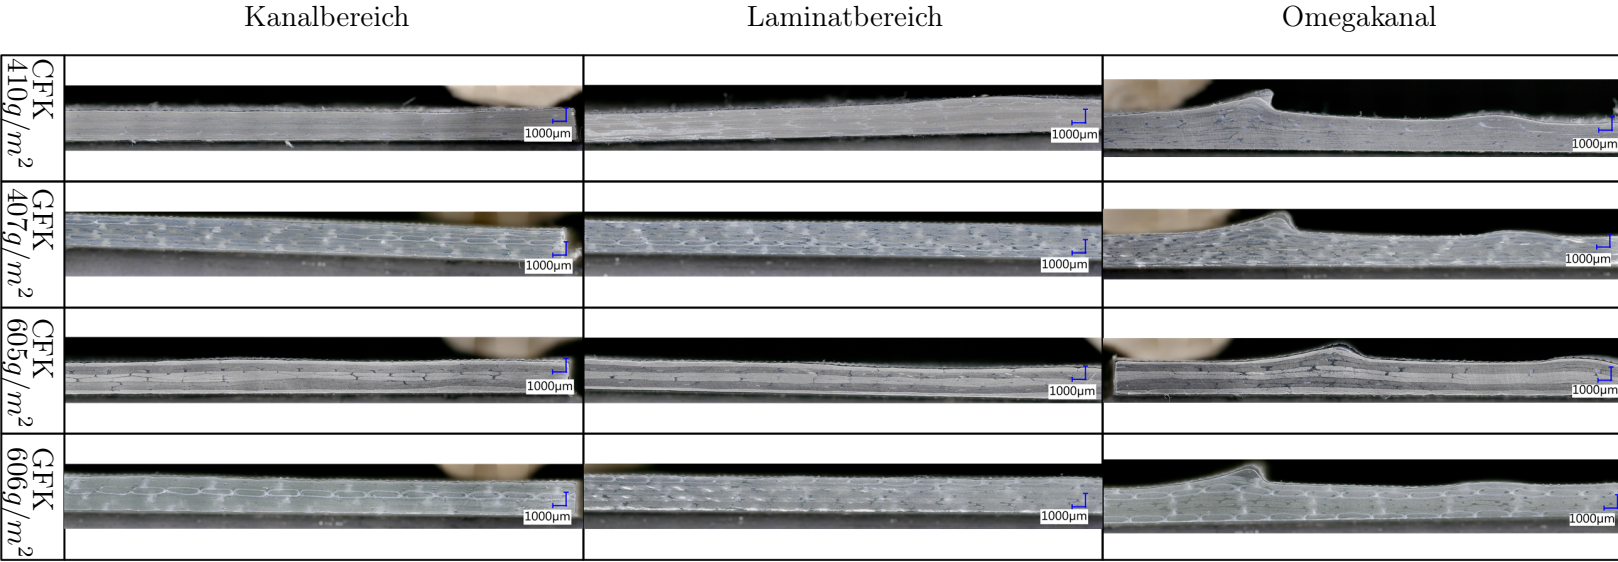 Kanalbereich Laminatbereich Omegakanal
CFK
410g/m²
1000µm 1000µm 1000µm
GFK
407g/m²
1000µm 1000µm 1000µm
CFK
605g/m²
1000µm 1000µm 1000µm
GFK
606g/m²
1000µm 1000µm 1000µm